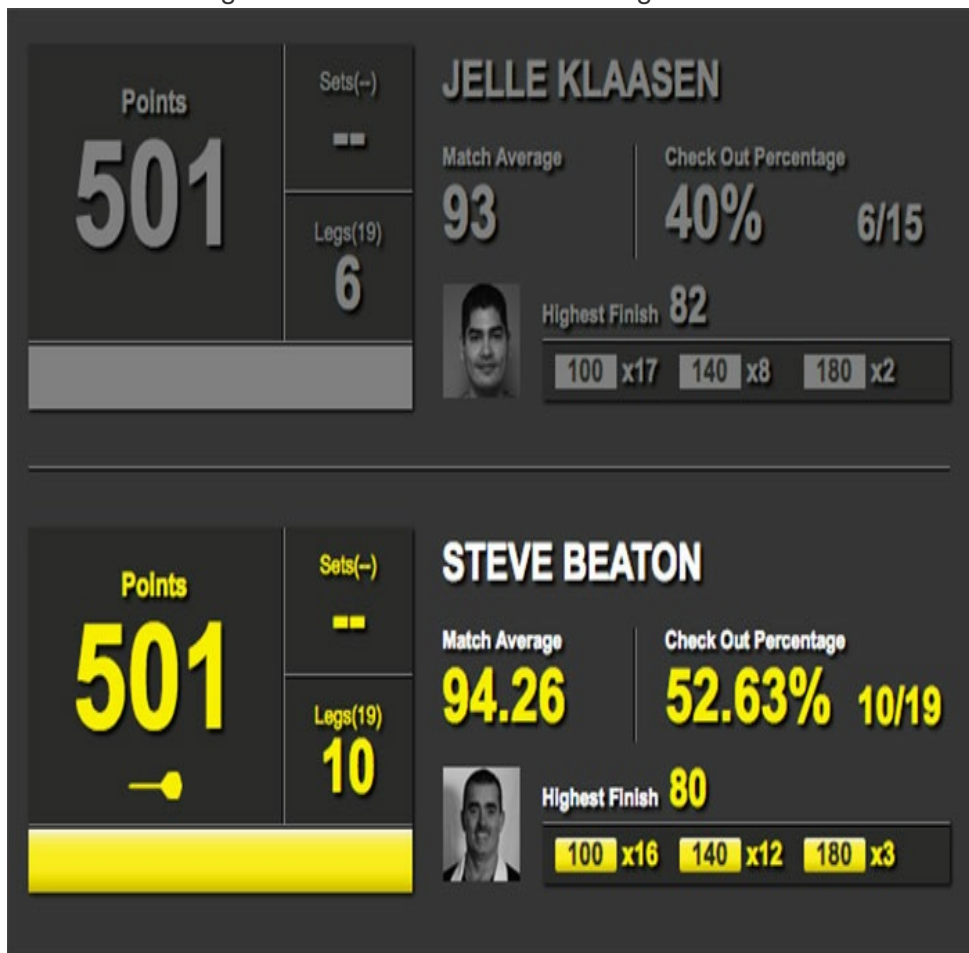 JELLE KLAASEN
Points
501
Sets(--)
--
Legs(19)
6
Match Average
93
Check Out Percentage
40% 6/15
Highest Finish 82
100 x17 140 x8 180 x2
STEVE BEATON
Points
501
Sets(--)
--
Legs(19)
10
Match Average
94.26
Check Out Percentage
52.63% 10/19
Highest Finish 80
100 x16 140 x12 180 x3